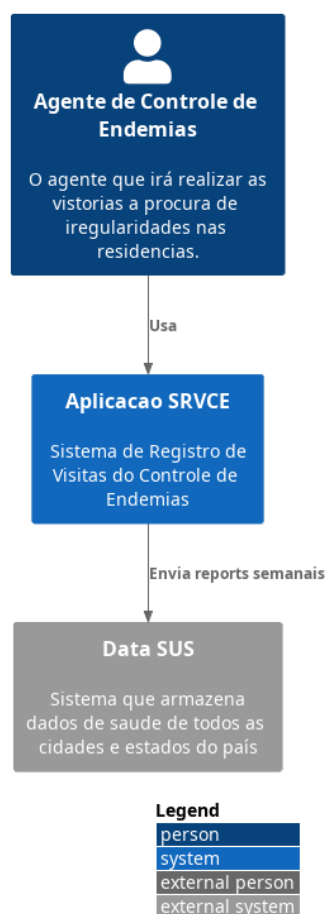 Agente de Controle de
Endemias
O agente que irá realizar as
vistorias a procura de
iregularidades nas
residencias.
Usa
Aplicacao SRVCE
Sistema de Registro de
Visitas do Controle de
Endemias
Envia reports semanais
Data SUS
Sistema que armazena
dados de saude de todos as
cidades e estados do país
Legend
person
system
external person
external system